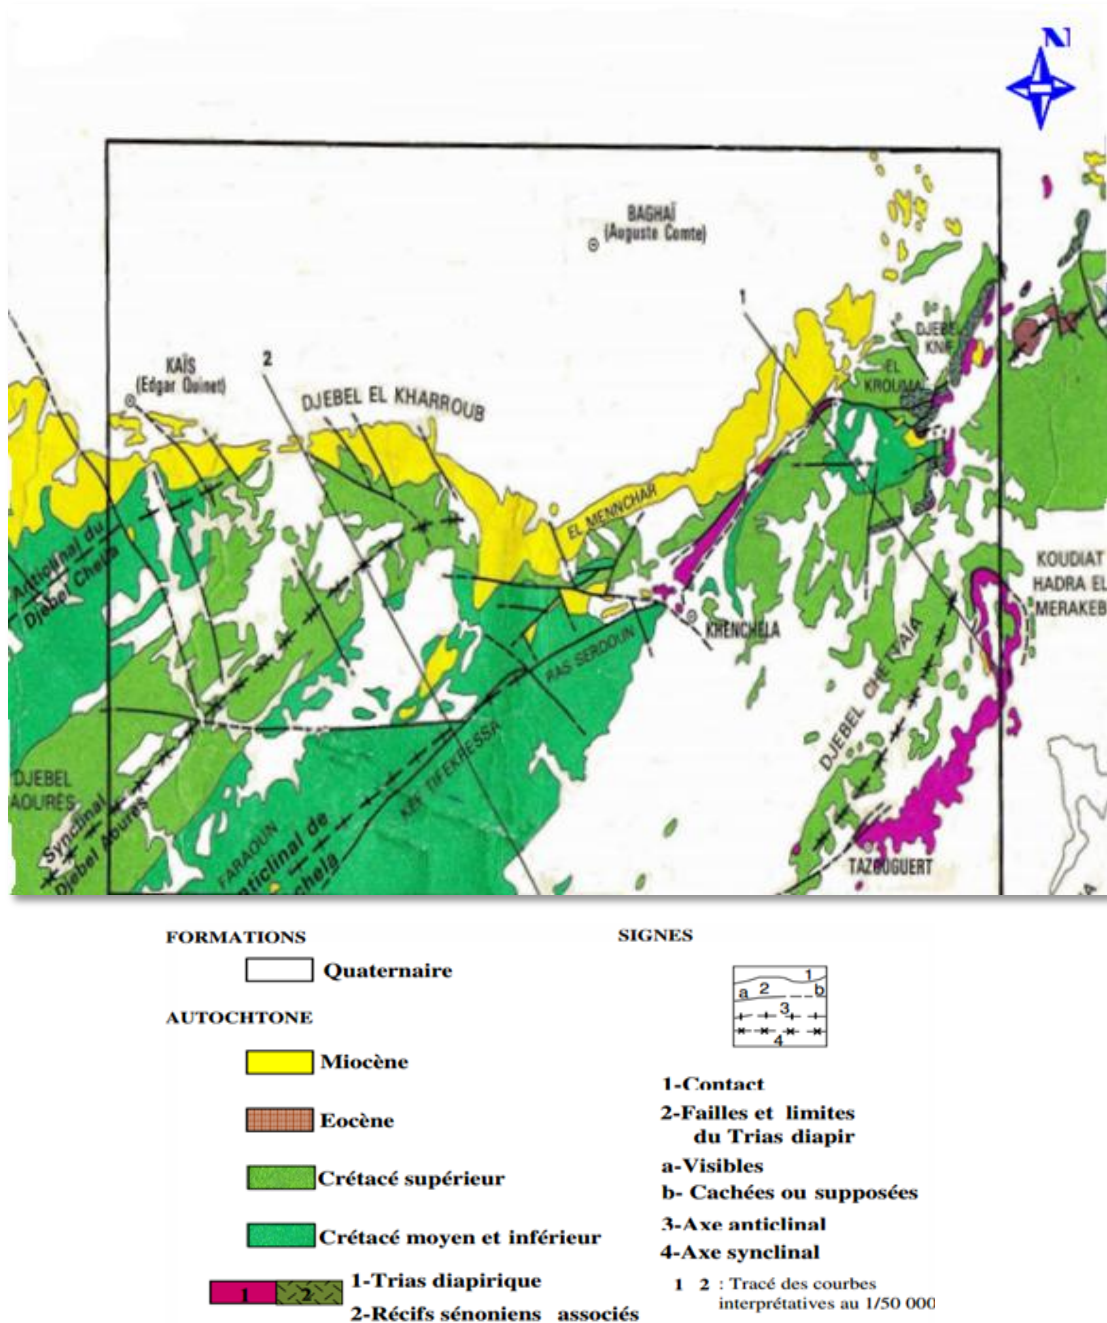 N
BAGHAÏ
(Auguste Comte)
1
KAÏS
(Edgar Quinet)
2
DJEBEL EL KHARROUB
DJEBEL
KNIF
EL
KROUMA
EL MENNCHAR
Anticlinal du
Djebel Chelia
KOUDIAT
HADRA EL
MERAKEB
KHENCHELA
RAS SERDOUN
DJEBEL CHETTAÏA
KEF TIFEKRESSA
DJEBEL
AOURÈS
Synclinal
Djebel Aourès
FARAOUN
Anticlinal de
chela
TAZOUGUERT
A
FORMATIONS
Quaternaire
AUTOCHTONE
Miocène
Eocène
Crétacé supérieur
Crétacé moyen et inférieur
1 2
1-Trias diapirique
2-Récifs sénoniens associés
SIGNES
1
a 2 b
3
4
1-Contact
2-Failles et limites
du Trias diapir
a-Visibles
b- Cachées ou supposées
3-Axe anticlinal
4-Axe synclinal
1 2 : Tracé des courbes
interprétatives au 1/50 000